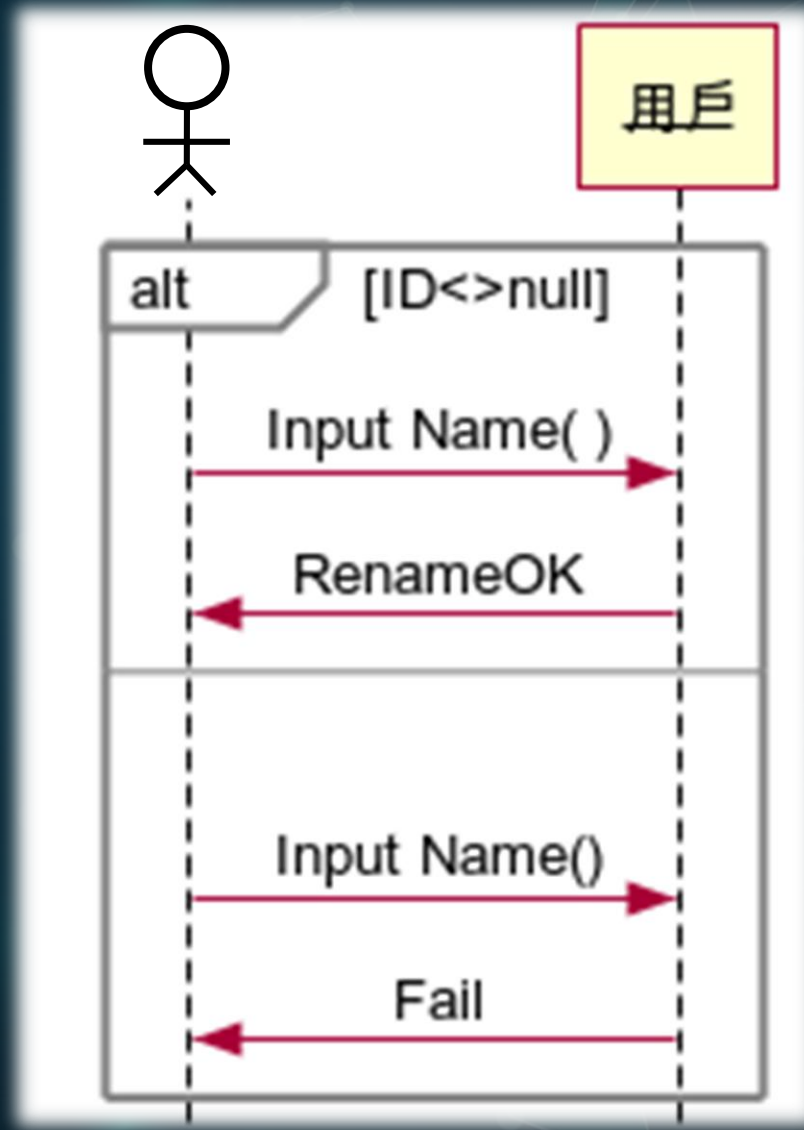 用戶
alt [ID<>null]
Input Name( )
RenameOK
Input Name()
Fail